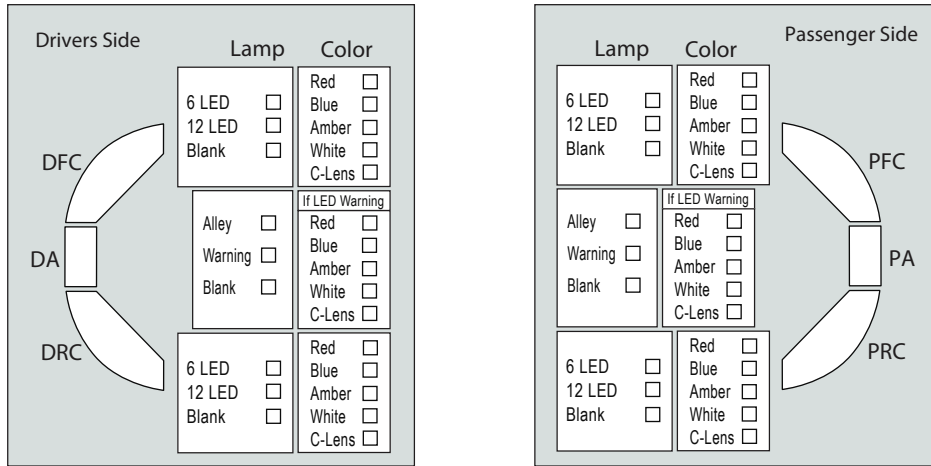 Drivers Side
Lamp
Color
DFC
6 LED
12 LED
Blank
Red
Blue
Amber
White
C-Lens
DA
Alley
Warning
Blank
If LED Warning
Red
Blue
Amber
White
C-Lens
DRC
6 LED
12 LED
Blank
Red
Blue
Amber
White
C-Lens
Passenger Side
Lamp
Color
6 LED
12 LED
Blank
Red
Blue
Amber
White
C-Lens
PFC
Alley
Warning
Blank
If LED Warning
Red
Blue
Amber
White
C-Lens
PA
6 LED
12 LED
Blank
Red
Blue
Amber
White
C-Lens
PRC